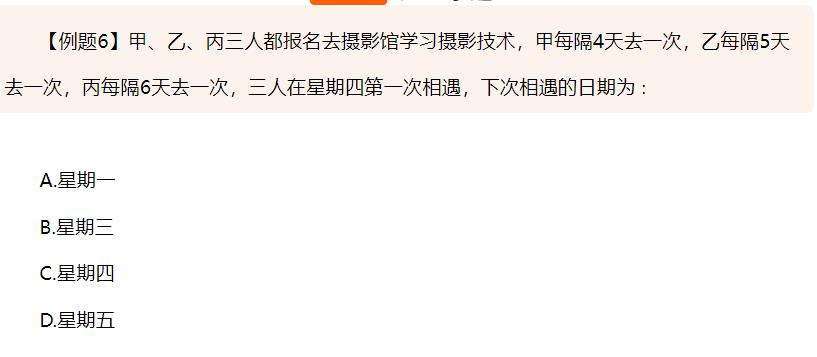 【例题6】甲、乙、丙三人都报名去摄影馆学习摄影技术，甲每隔4天去一次，乙每隔5天
去一次，丙每隔6天去一次，三人在星期四第一次相遇，下次相遇的日期为：
A.星期一
B.星期三
C.星期四
D.星期五